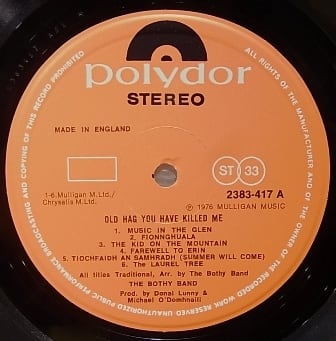 polydor
STEREO
MADE IN ENGLAND
ST 33
1-6.Mulligan M.Ltd./
Chrysalis M.Ltd.
2383-417 A
℗ 1976 MULLIGAN MUSIC
OLD HAG YOU HAVE KILLED ME
1. MUSIC IN THE GLEN
2. FIONNGHUALA
3. THE KID ON THE MOUNTAIN
4. FAREWELL TO ERIN
5. TIOCHFAIDH AN SAMHRADH (SUMMER WILL COME)
6. THE LAUREL TREE
All titles Traditional, Arr. by The Bothy Band
THE BOTHY BAND
Prod. by Donal Lunny &
Michael O'Domhnaill
ALL RIGHTS OF THE MANUFACTURER AND OF THE OWNER OF THE RECORDED WORK RESERVED UNAUTHORIZED PUBLIC PERFORMANCE BROADCASTING AND COPYING OF THIS RECORD PROHIBITED